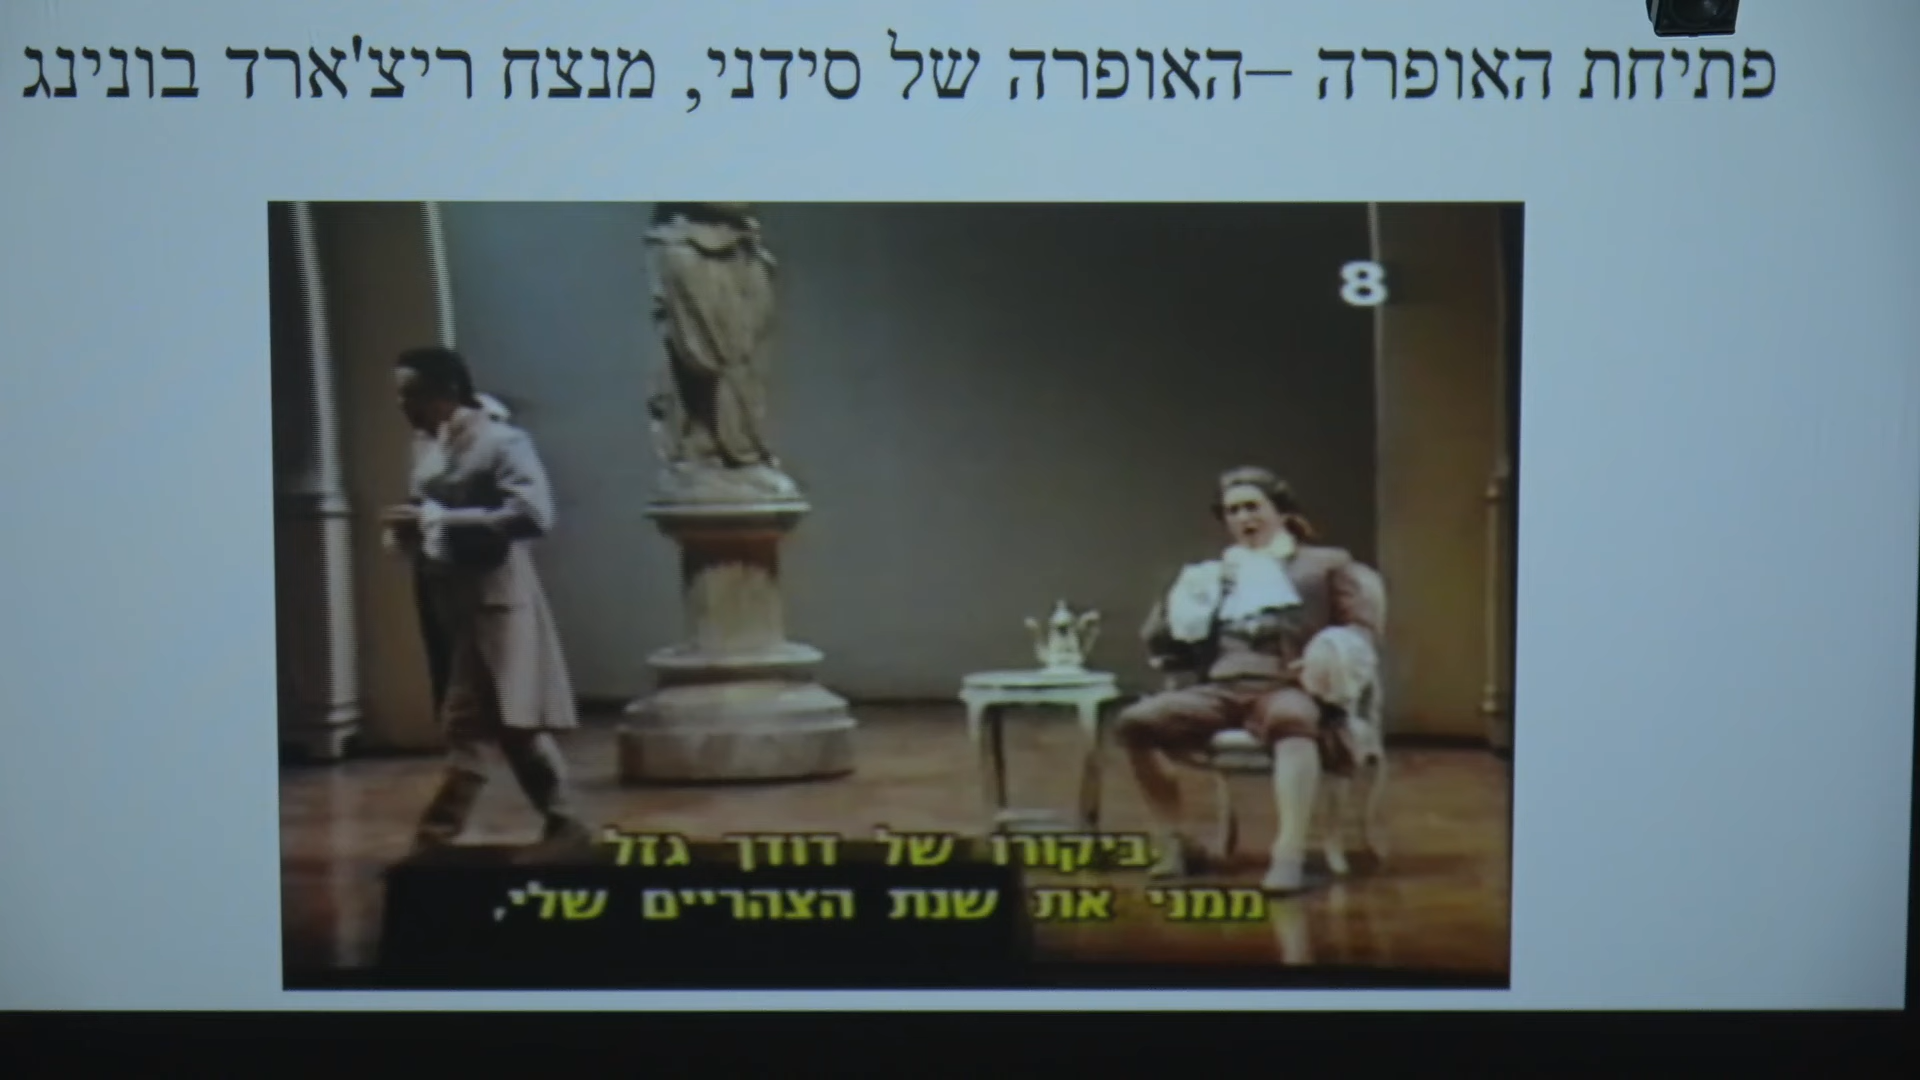 פתיחת האופרה –האופרה של סידני, מנצח ריצ'ארד בונינג
8
ביקורו של דודך גזל
ממני את שנת הצהריים שלי.